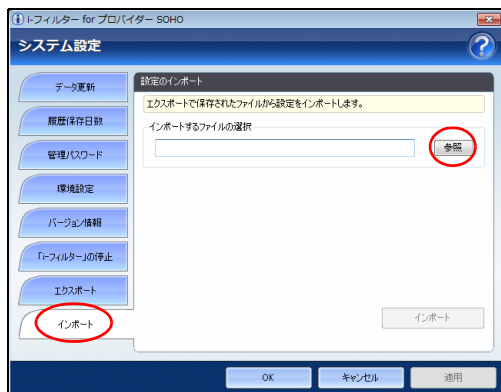 i-フィルター for プロバイダー SOHO
システム設定
データ更新
履歴保存日数
管理パスワード
環境設定
バージョン情報
「i-フィルター」の停止
エクスポート
インポート
設定のインポート
エクスポートで保存されたファイルから設定をインポートします。
インポートするファイルの選択
参照
インポート
OK
キャンセル
適用